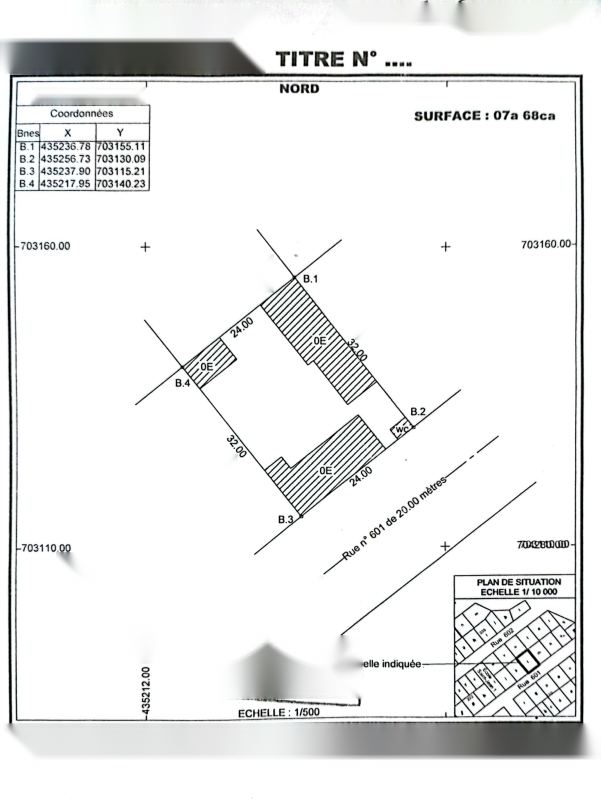 TITRE N° ....
NORD
Coordonnées
Bnes X Y
B.1 435236.78 703155.11
B.2 435256.73 703130.09
B.3 435237.90 703115.21
B.4 435217.95 703140.23
SURFACE : 07a 68ca
703160.00
703160.00
B.1
24.00
0E
32.00
0E
B.4
B.2
wc
32.00
0E
24.00
B.3
Rue n° 601 de 20.00 mètres
703110.00
PLAN DE SITUATION
ECHELLE 1/ 10 000
Rue 602
Rue 601
elle indiquée
435212.00
ECHELLE : 1/500